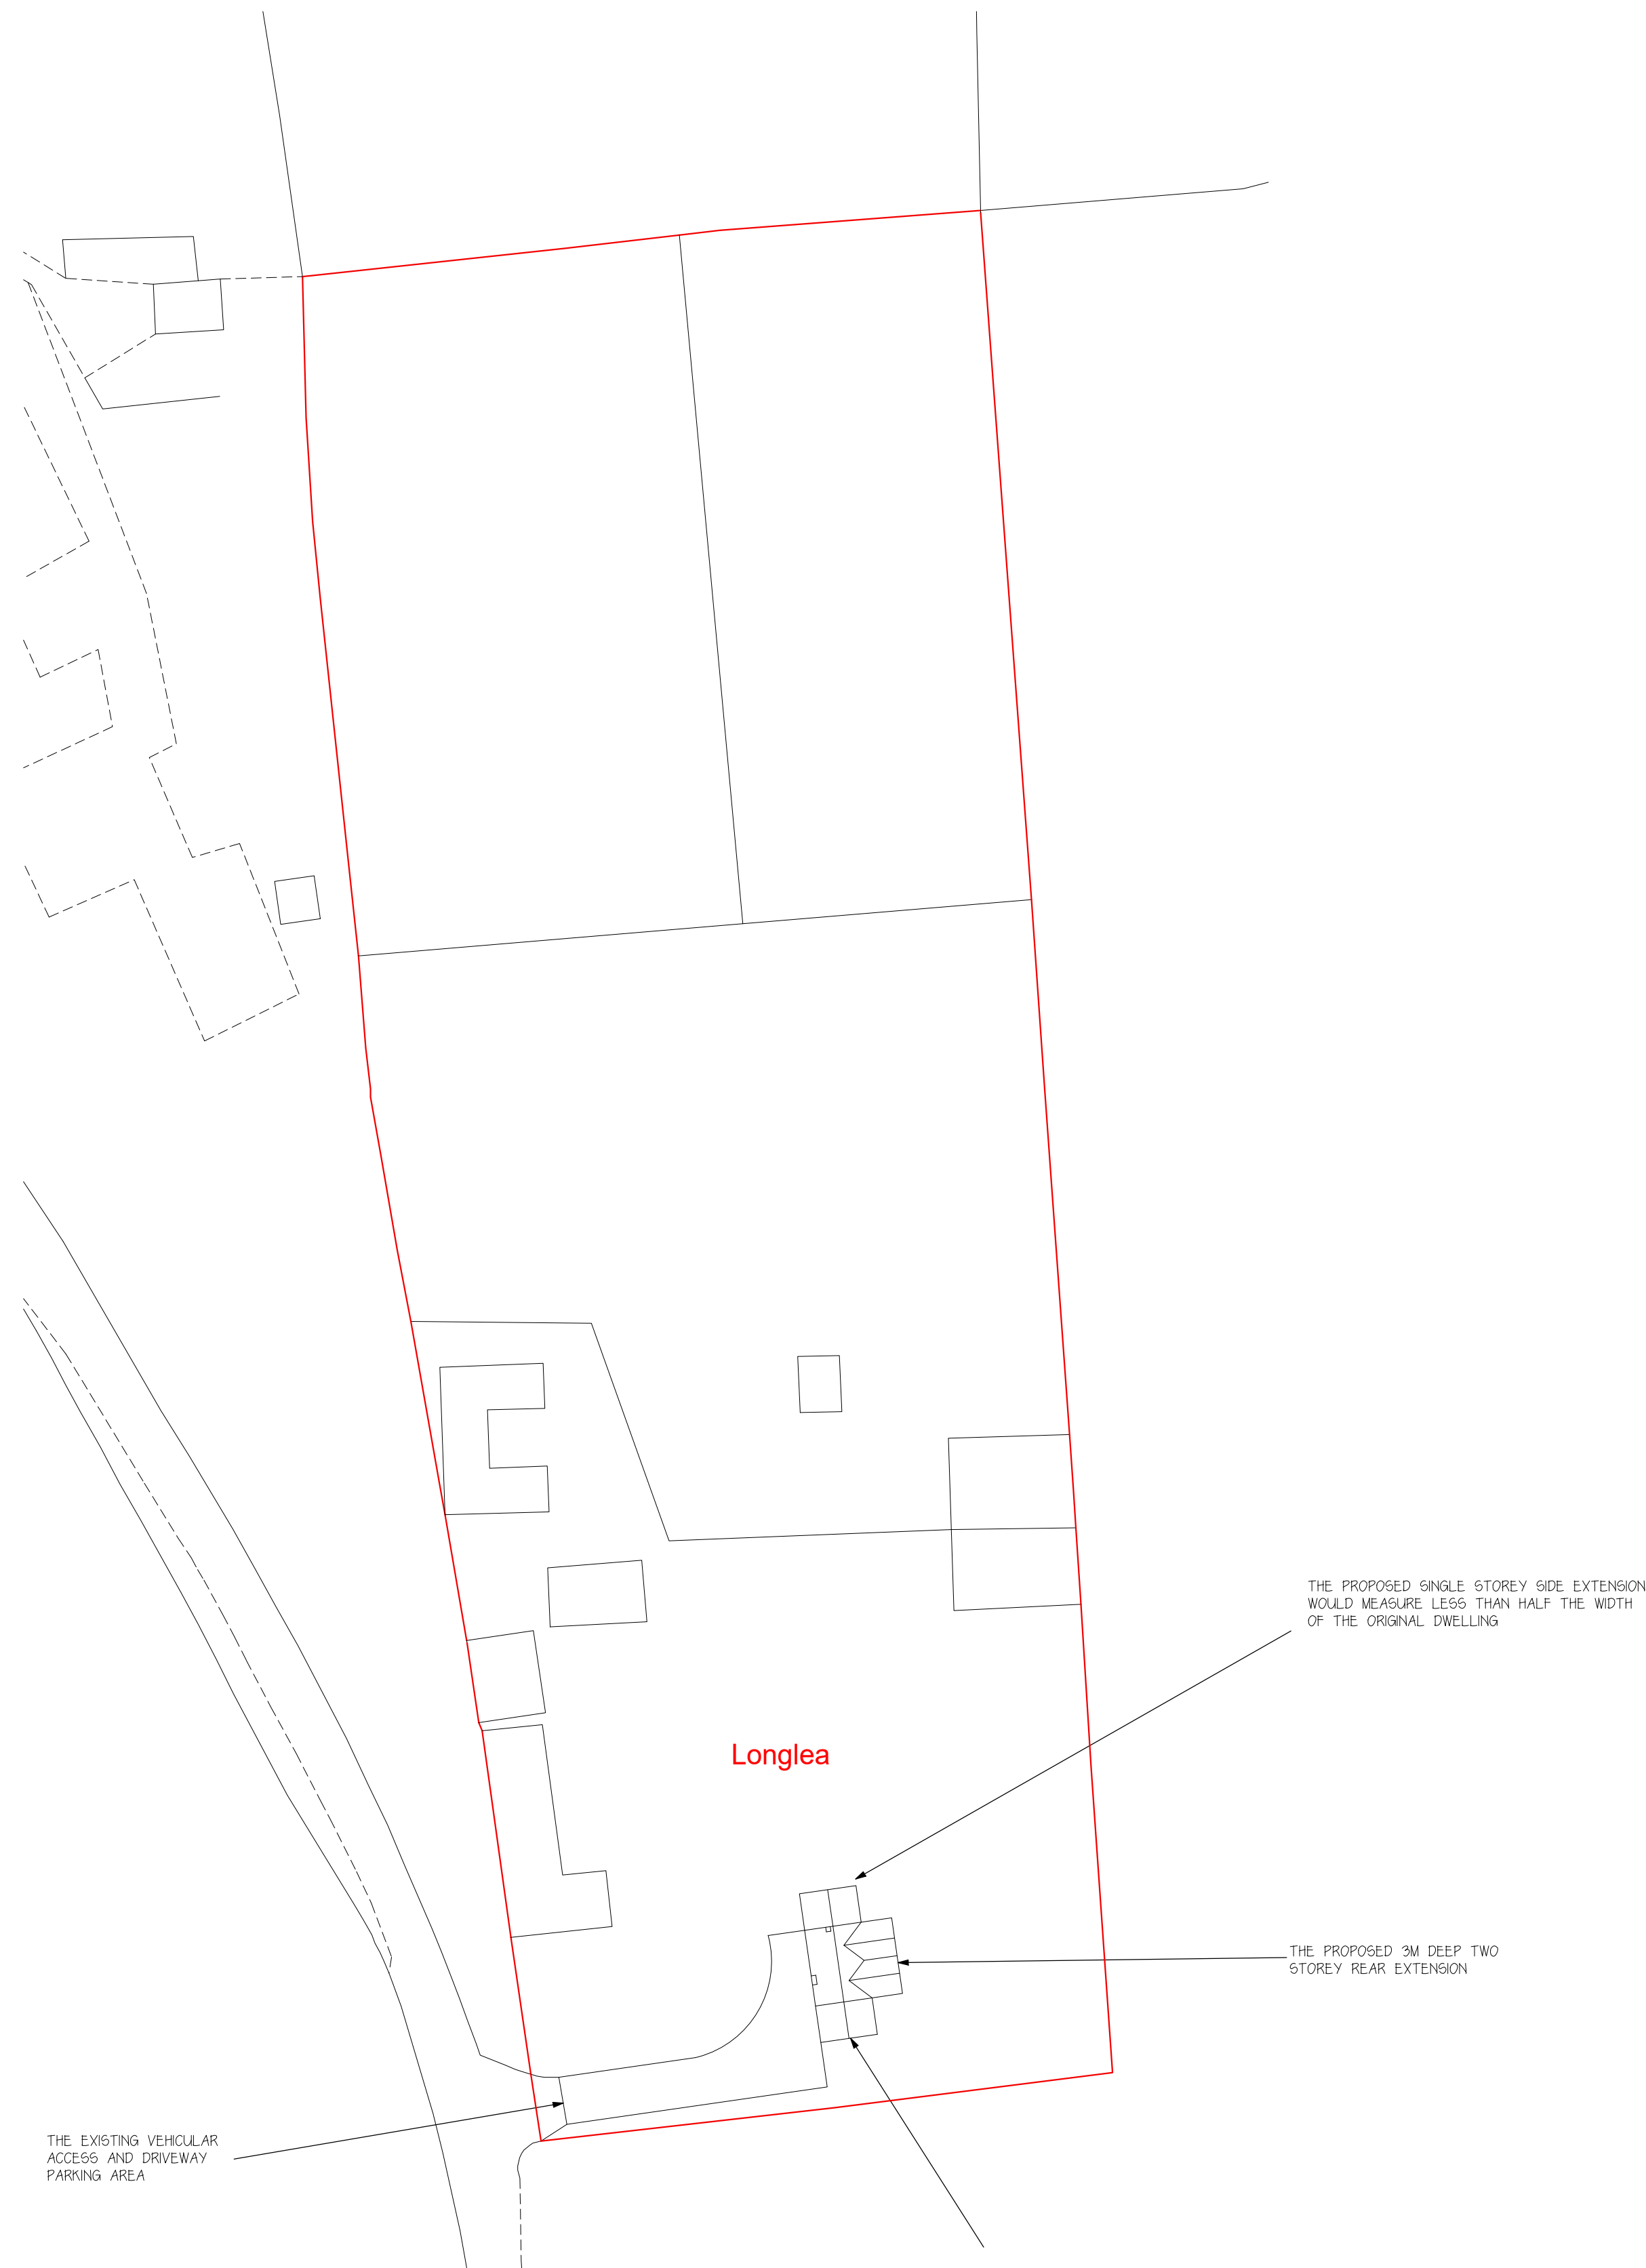 THE PROPOSED SINGLE STOREY SIDE EXTENSION
WOULD MEASURE LESS THAN HALF THE WIDTH
OF THE ORIGINAL DWELLING
Longlea
THE PROPOSED 3M DEEP TWO
STOREY REAR EXTENSION
THE EXISTING VEHICULAR
ACCESS AND DRIVEWAY
PARKING AREA